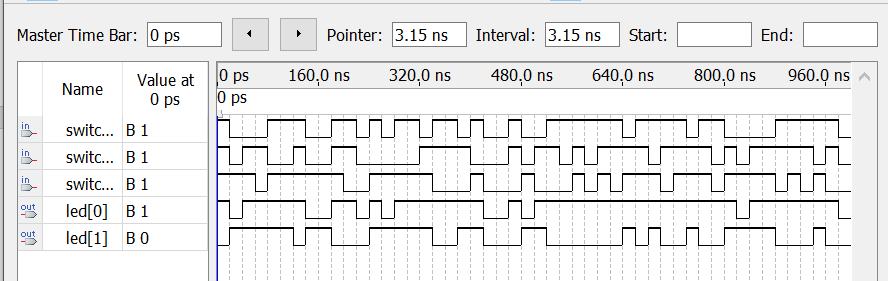 Master Time Bar: 0 ps Pointer: 3.15 ns Interval: 3.15 ns Start: End:
Name Value at 0 ps
0 ps 160.0 ns 320.0 ns 480.0 ns 640.0 ns 800.0 ns 960.0 ns
0 ps
in switc... B 1
in switc... B 1
in switc... B 1
out led[0] B 1
out led[1] B 0